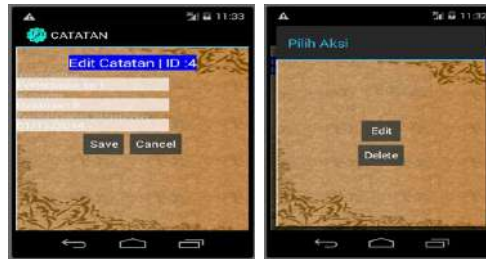 11:33
CATATAN
Edit Catatan | ID :4
Save Cancel
11:32
Pilih Aksi
Edit
Delete